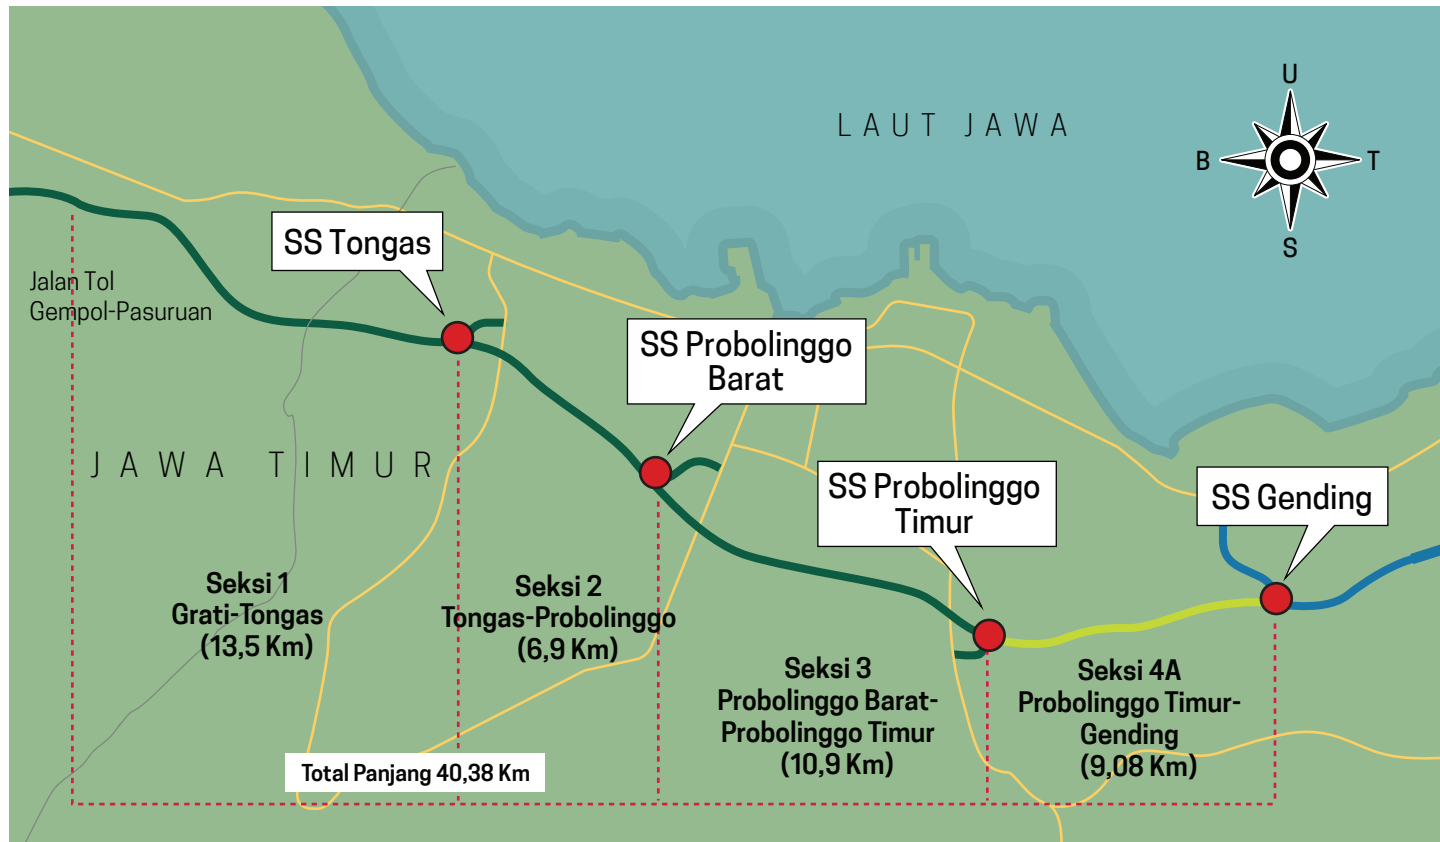 LAUT JAWA
U
B
T
S
SS Tongas
Jalan Tol
Gempol-Pasuruan
SS Probolinggo
Barat
JAWA TIMUR
SS Probolinggo
Timur
SS Gending
Seksi 1
Grati-Tongas
(13,5 Km)
Seksi 2
Tongas-Probolinggo
(6,9 Km)
Seksi 3
Probolinggo Barat-
Probolinggo Timur
(10,9 Km)
Seksi 4A
Probolinggo Timur-
Gending
(9,08 Km)
Total Panjang 40,38 Km